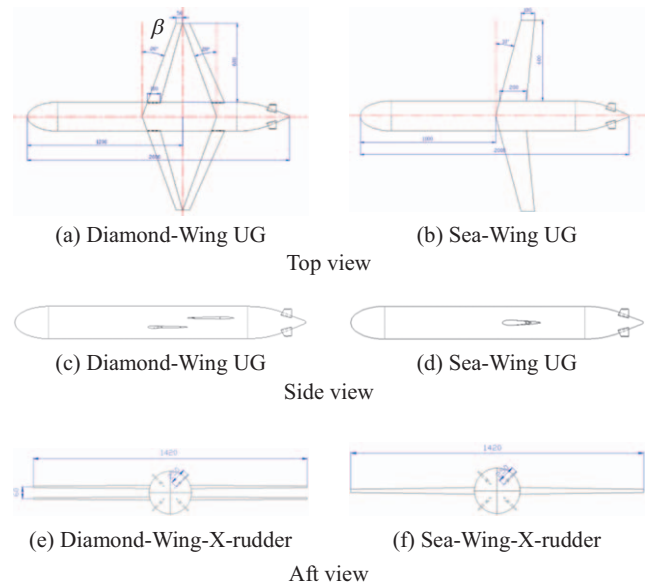 β
(a) Diamond-Wing UG (b) Sea-Wing UG
Top view
(c) Diamond-Wing UG (d) Sea-Wing UG
Side view
1420 1420
(e) Diamond-Wing-X-rudder (f) Sea-Wing-X-rudder
Aft view